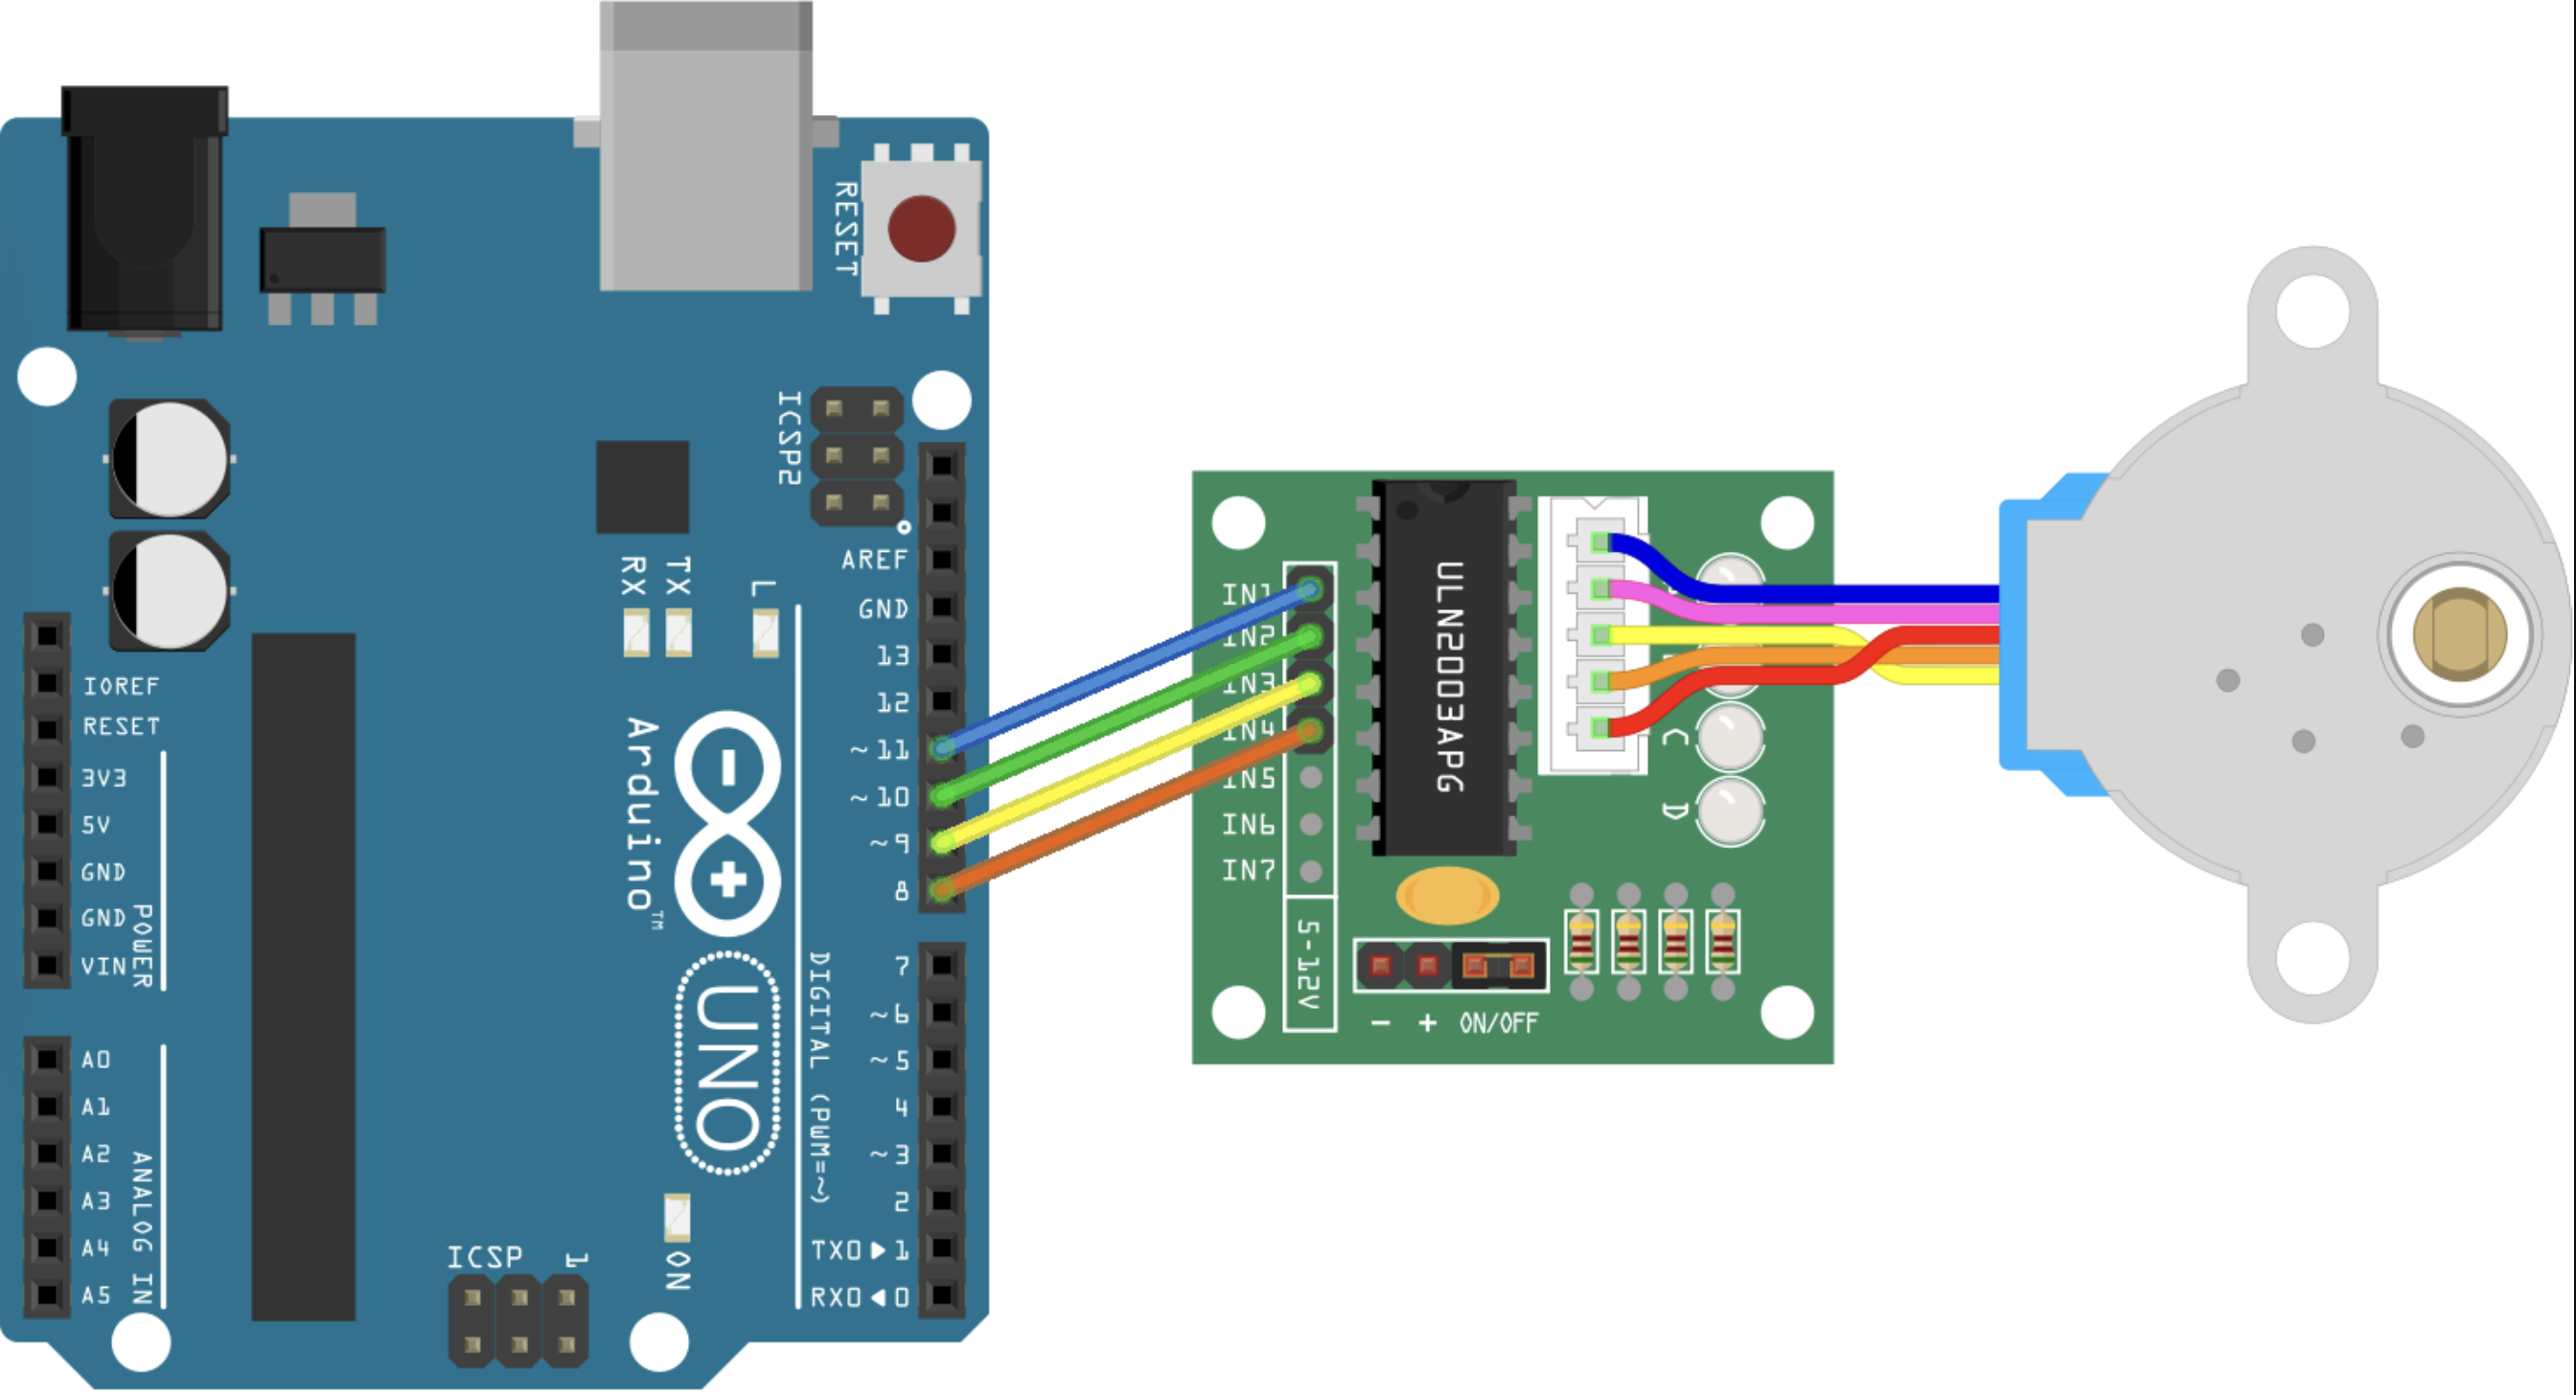 RESET
ICSP2
AREF
GND
13
12
~11
~10
~9
8
RX
TX
L
IOREF
RESET
3V3
5V
GND
GND
VIN
POWER
Arduino™
UNO
DIGITAL (PWM=~)
7
~6
~5
4
~3
2
TX0▶1
RX0◀0
A0
A1
A2
A3
A4
A5
ANALOG IN
ICSP
1
ON
IN1
IN2
IN3
IN4
IN5
IN6
IN7
5-12V
ULN2003APG
C
D
- + ON/OFF